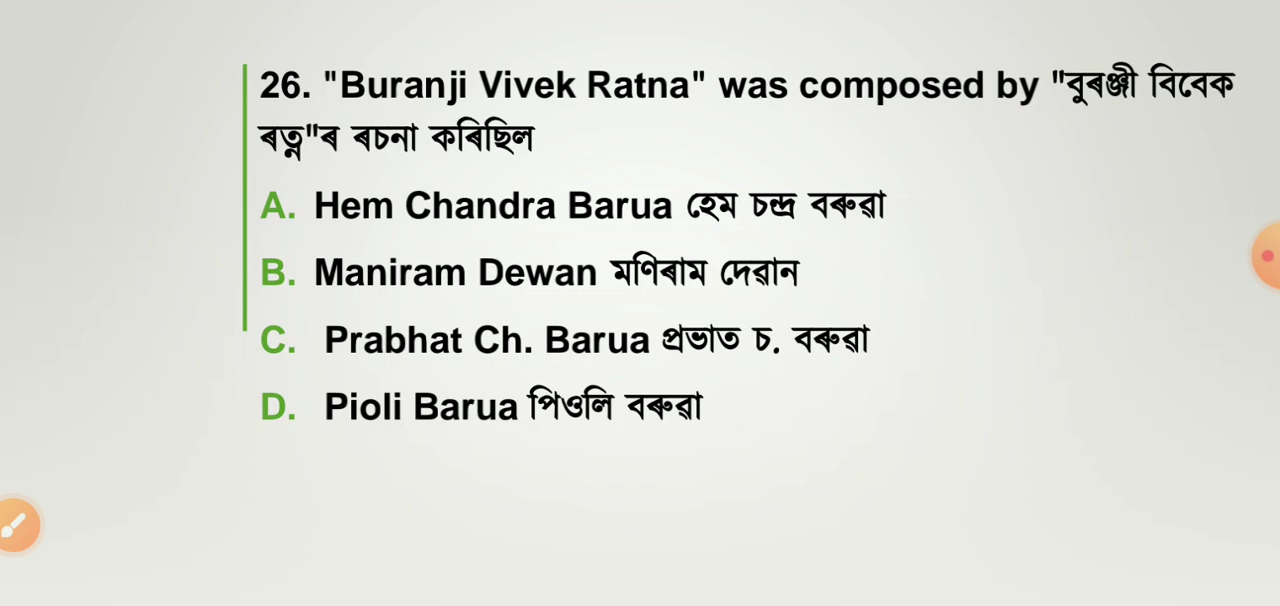 26. "Buranji Vivek Ratna" was composed by "বুৰঞ্জী বিবেক
ৰত্ন"ৰ ৰচনা কৰিছিল
A. Hem Chandra Barua হেম চন্দ্ৰ বৰুৱা
B. Maniram Dewan মণিৰাম দেৱান
C. Prabhat Ch. Barua প্ৰভাত চ. বৰুৱা
D. Pioli Barua পিওলি বৰুৱা